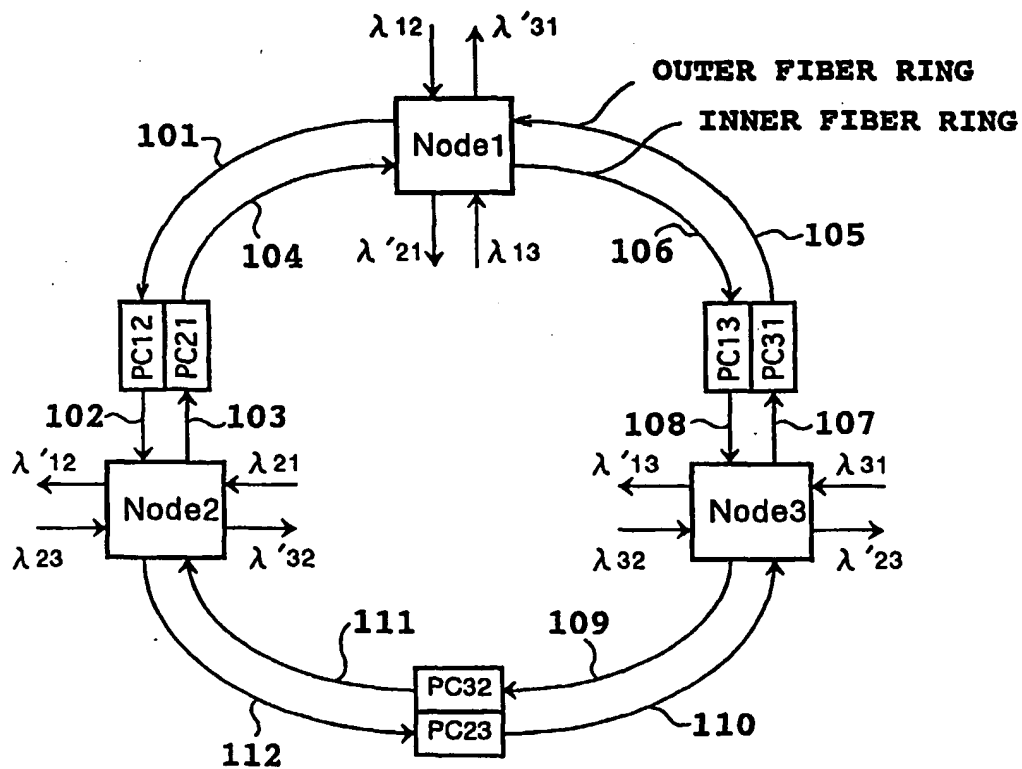 λ12 λ'31
OUTER FIBER RING
INNER FIBER RING
101
Node1
104
λ'21 λ13
106
105
PC12 PC21
PC13 PC31
102 103
108 107
λ'12 λ21
λ'13 λ31
Node2
Node3
λ23 λ'32
λ32 λ'23
111
109
PC32
PC23
112
110